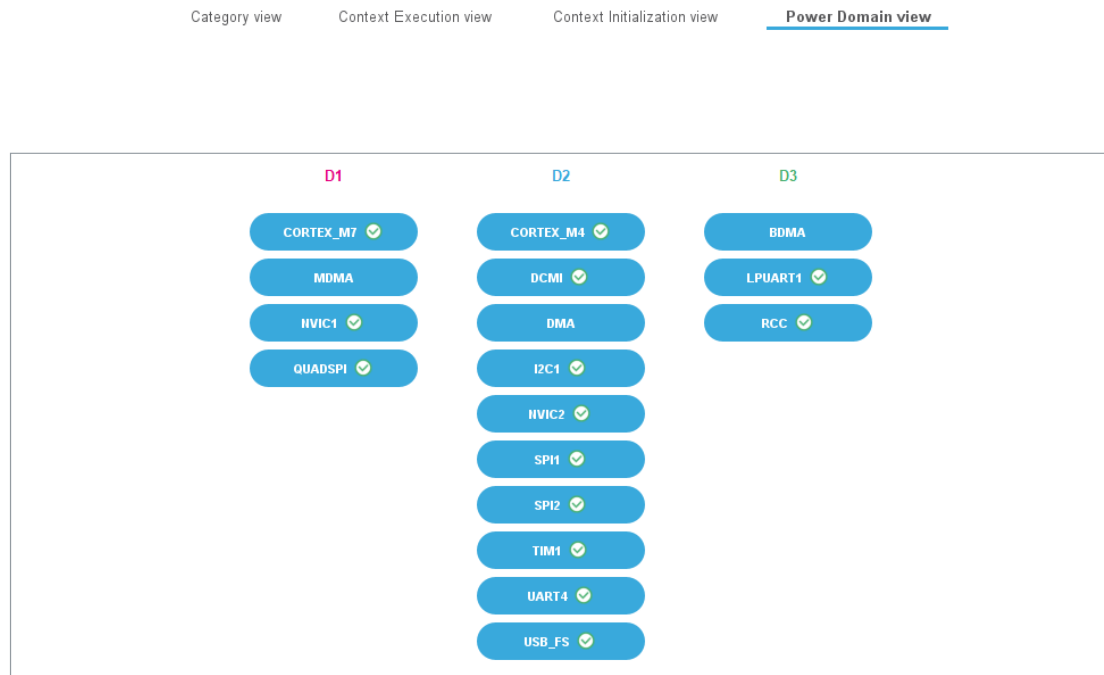 Category view Context Execution view Context Initialization view Power Domain view
D1 D2 D3
CORTEX_M7 CORTEX_M4 BDMA
MDMA DCMI LPUART1
NVIC1 DMA RCC
QUADSPI I2C1
NVIC2
SPI1
SPI2
TIM1
UART4
USB_FS